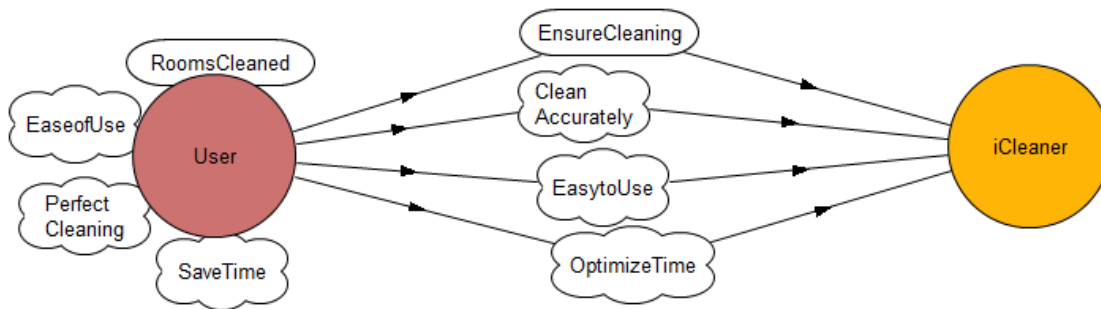 EnsureCleaning
RoomsCleaned
Clean
Accurately
EaseofUse
User
iCleaner
EasytoUse
Perfect
Cleaning
OptimizeTime
SaveTime